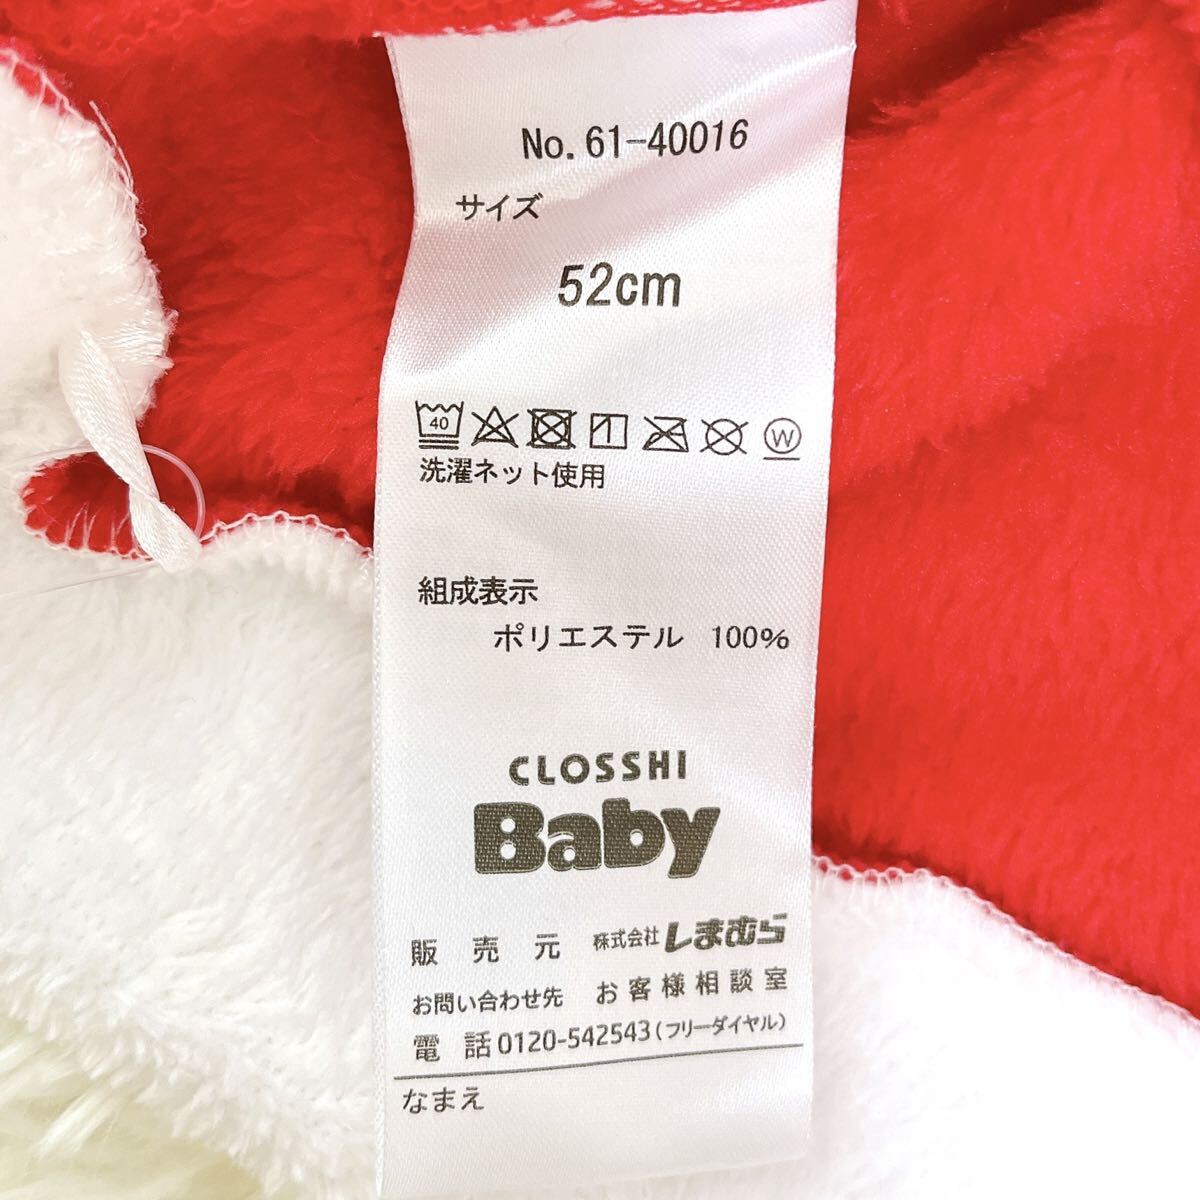 No. 61-40016
サイズ
52cm
40 W
洗濯ネット使用
組成表示
ポリエステル 100%
CLOSSHI
Baby
販売元 株式会社 しまむら
お問い合わせ先 お客様相談室
電話 0120-542543(フリーダイヤル)
なまえ